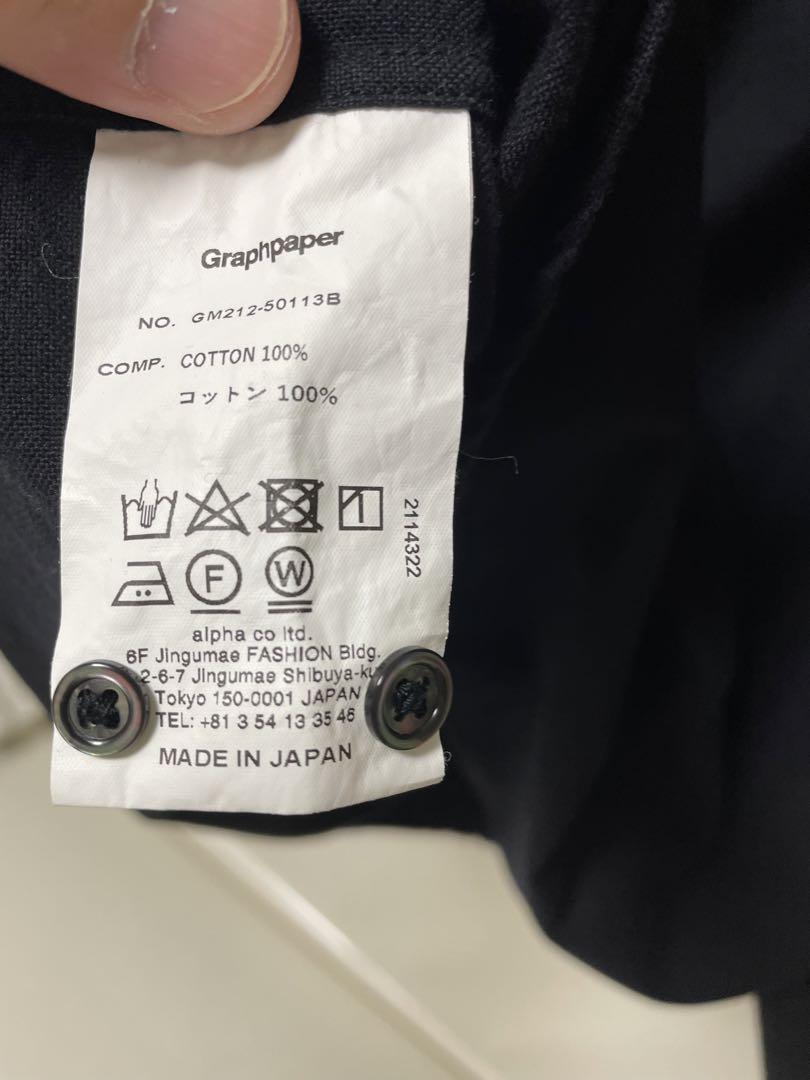 Graphpaper
NO. GM212-50113B
COMP. COTTON 100%
コットン 100%
2114322
F W
alpha co ltd.
6F Jingumae FASHION Bldg.
2-6-7 Jingumae Shibuya-ku
Tokyo 150-0001 JAPAN
TEL: +81 3 54 13 35 46
MADE IN JAPAN